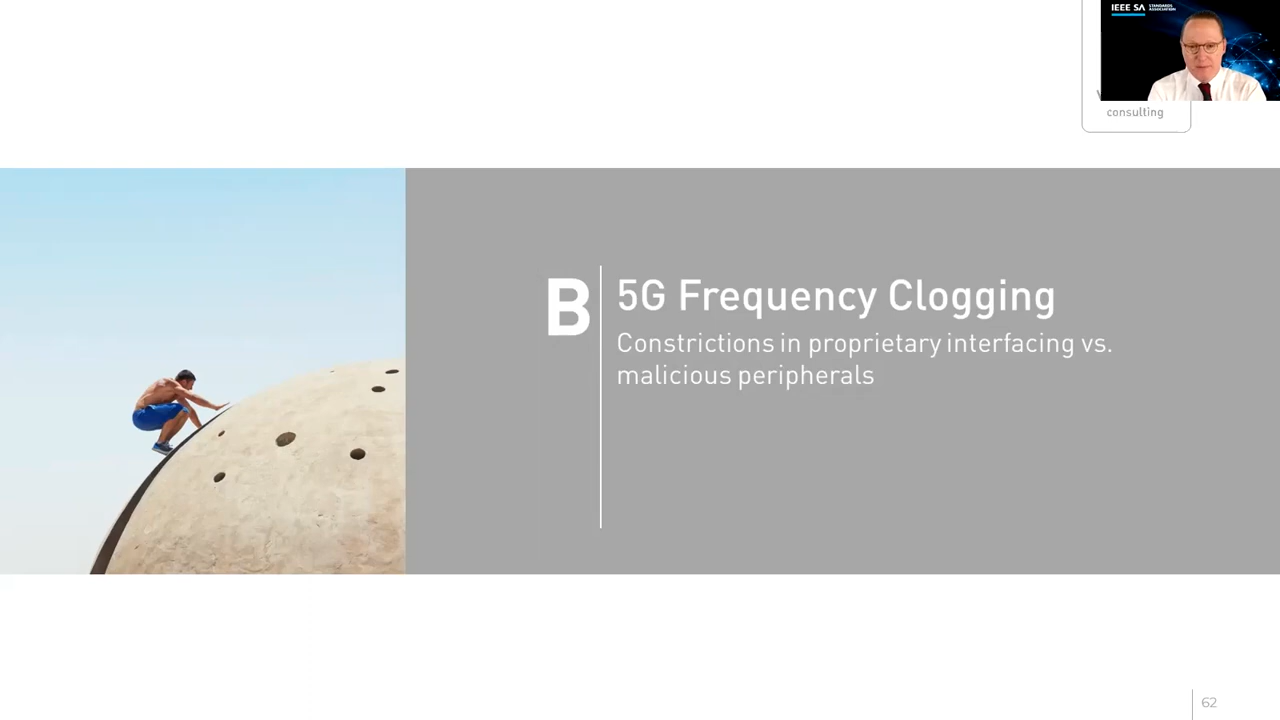 IEEE SA STANDARDS
ASSOCIATION
consulting
B
5G Frequency Clogging
Constrictions in proprietary interfacing vs.
malicious peripherals
62